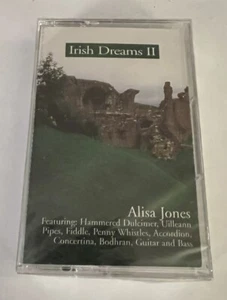 Irish Dreams II
Alisa Jones
Featuring: Hammered Dulcimer, Uilleann
Pipes, Fiddle, Penny Whistles, Accordion,
Concertina, Bodhran, Guitar and Bass